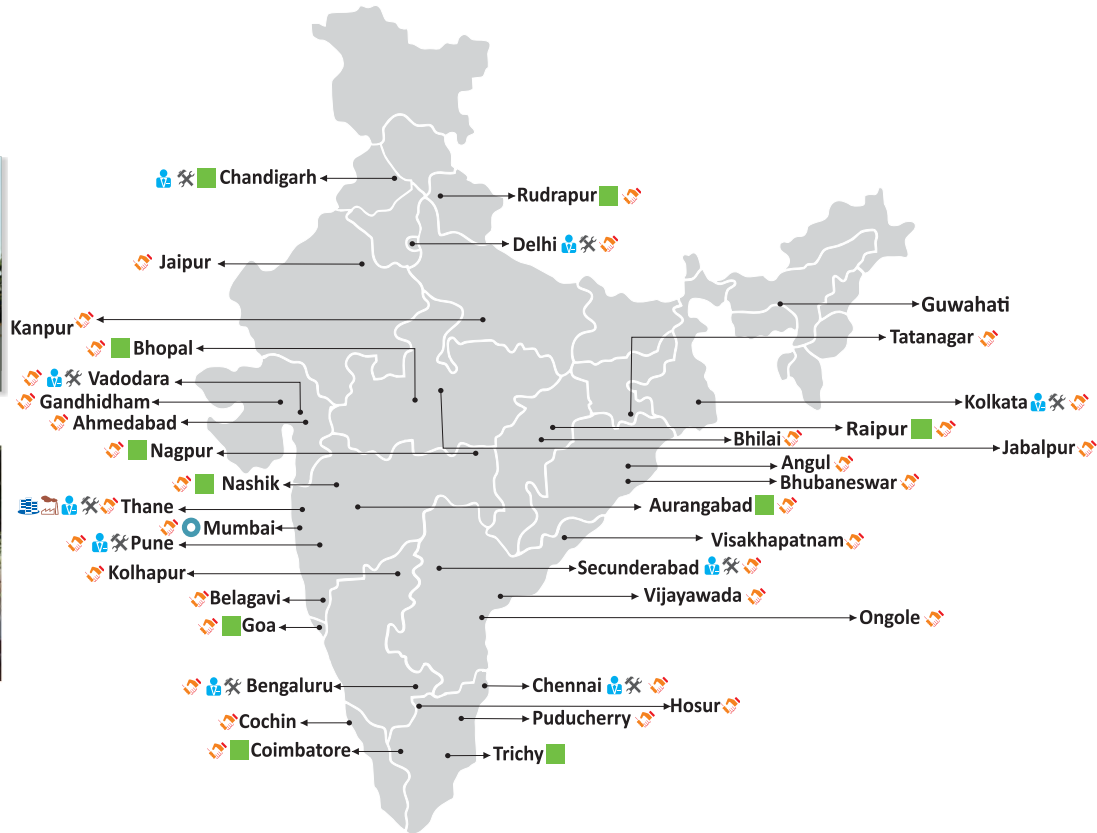 Chandigarh
Rudrapur
Delhi
Jaipur
Guwahati
Kanpur
Tatanagar
Bhopal
Vadodara
Gandhidham
Kolkata
Ahmedabad
Raipur
Bhilai
Jabalpur
Nagpur
Angul
Bhubaneswar
Nashik
Aurangabad
Thane
Mumbai
Visakhapatnam
Pune
Secunderabad
Kolhapur
Vijayawada
Belagavi
Ongole
Goa
Bengaluru
Chennai
Hosur
Puducherry
Cochin
Coimbatore
Trichy